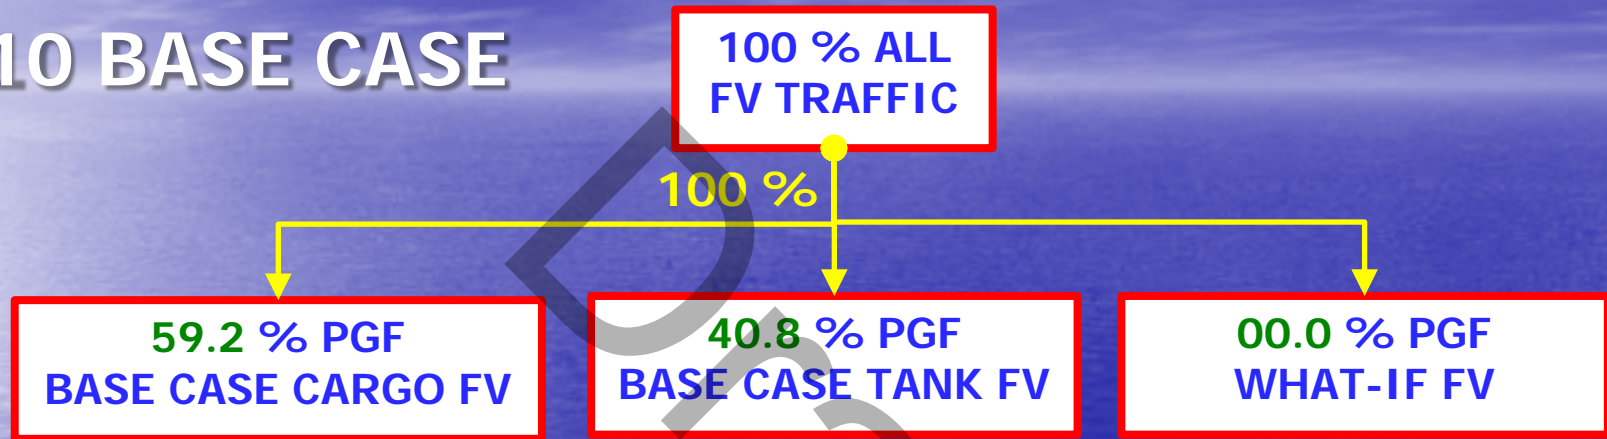 10 BASE CASE
100 % ALL
FV TRAFFIC
100 %
59.2 % PGF
BASE CASE CARGO FV
40.8 % PGF
BASE CASE TANK FV
00.0 % PGF
WHAT-IF FV